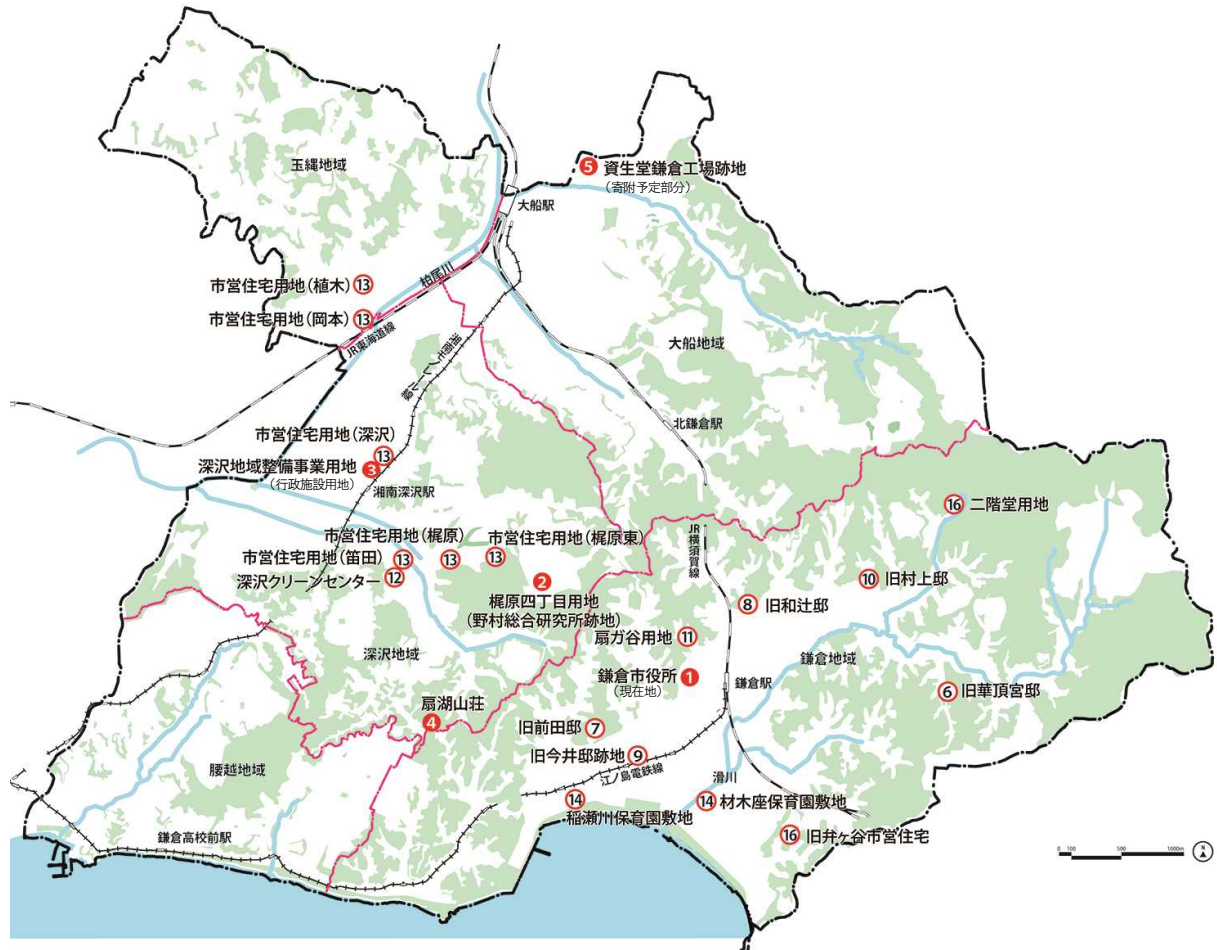 玉縄地域
大船駅
⑤ 資生堂鎌倉工場跡地
（寄附予定部分）
柏尾川
市営住宅用地（植木） ⑬
市営住宅用地（岡本） ⑬
JR東海道線
湘南モノレール線
大船地域
北鎌倉駅
市営住宅用地（深沢）
⑬
深沢地域整備事業用地 ③
（行政施設用地）
湘南深沢駅
⑯ 二階堂用地
JR横須賀線
市営住宅用地（梶原）
市営住宅用地（梶原東）
市営住宅用地（笛田） ⑬
⑬
⑬
深沢クリーンセンター ⑫
②
梶原四丁目用地
（野村総合研究所跡地）
⑩ 旧村上邸
⑧ 旧和辻邸
扇ガ谷用地 ⑪
深沢地域
鎌倉地域
鎌倉市役所 ①
（現在地）
鎌倉駅
⑥ 旧華頂宮邸
扇湖山荘
④
旧前田邸 ⑦
旧今井邸跡地 ⑨
江ノ島電鉄線
腰越地域
滑川
⑭
稲瀬川保育園敷地
⑭ 材木座保育園敷地
鎌倉高校前駅
⑯ 旧弁ヶ谷市営住宅
0 100 500 1000m
N